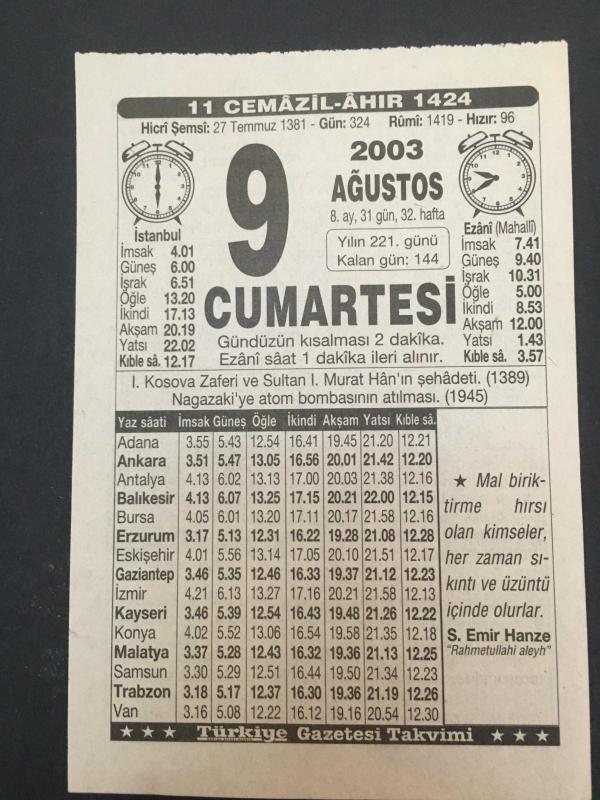 11 CEMÂZİL-ÂHIR 1424
Hicrî Şemsî: 27 Temmuz 1381 - Gün: 324 Rûmî: 1419 - Hızır: 96
9
2003
AĞUSTOS
8. ay, 31 gün, 32. hafta
Yılın 221. günü
Kalan gün: 144
CUMARTESİ
Gündüzün kısalması 2 dakîka.
Ezânî sâat 1 dakîka ileri alınır.
İstanbul
İmsak 4.01
Güneş 6.00
İşrak 6.51
Öğle 13.20
İkindi 17.13
Akşam 20.19
Yatsı 22.02
Kıble sâ. 12.17
Ezânî (Mahallî)
İmsak 7.41
Güneş 9.40
İşrak 10.31
Öğle 5.00
İkindi 8.53
Akşam 12.00
Yatsı 1.43
Kıble sâ. 3.57
I. Kosova Zaferi ve Sultan I. Murat Hân'ın şehâdeti. (1389)
Nagazaki'ye atom bombasının atılması. (1945)
Yaz sâati İmsak Güneş Öğle İkindi Akşam Yatsı Kıble sâ.
Adana 3.55 5.43 12.54 16.41 19.45 21.20 12.21
Ankara 3.51 5.47 13.05 16.56 20.01 21.42 12.20
Antalya 4.13 6.02 13.13 17.00 20.03 21.38 12.16
Balıkesir 4.13 6.07 13.25 17.15 20.21 22.00 12.15
Bursa 4.05 6.01 13.20 17.11 20.17 21.58 12.16
Erzurum 3.17 5.13 12.31 16.22 19.28 21.08 12.28
Eskişehir 4.01 5.56 13.14 17.05 20.10 21.51 12.17
Gaziantep 3.46 5.35 12.46 16.33 19.37 21.12 12.23
İzmir 4.21 6.13 13.27 17.16 20.21 21.58 12.13
Kayseri 3.46 5.39 12.54 16.43 19.48 21.26 12.22
Konya 4.02 5.52 13.06 16.54 19.58 21.35 12.18
Malatya 3.37 5.28 12.43 16.32 19.36 21.13 12.25
Samsun 3.30 5.29 12.51 16.44 19.50 21.34 12.23
Trabzon 3.18 5.17 12.37 16.30 19.36 21.19 12.26
Van 3.16 5.08 12.22 16.12 19.16 20.54 12.30
★ Mal birik-
tirme hırsı
olan kimseler,
her zaman sı-
kıntı ve üzüntü
içinde olurlar.
S. Emir Hanze
"Rahmetullahi aleyh"
★ ★ ★ Türkiye Gazetesi Takvimi ★ ★ ★